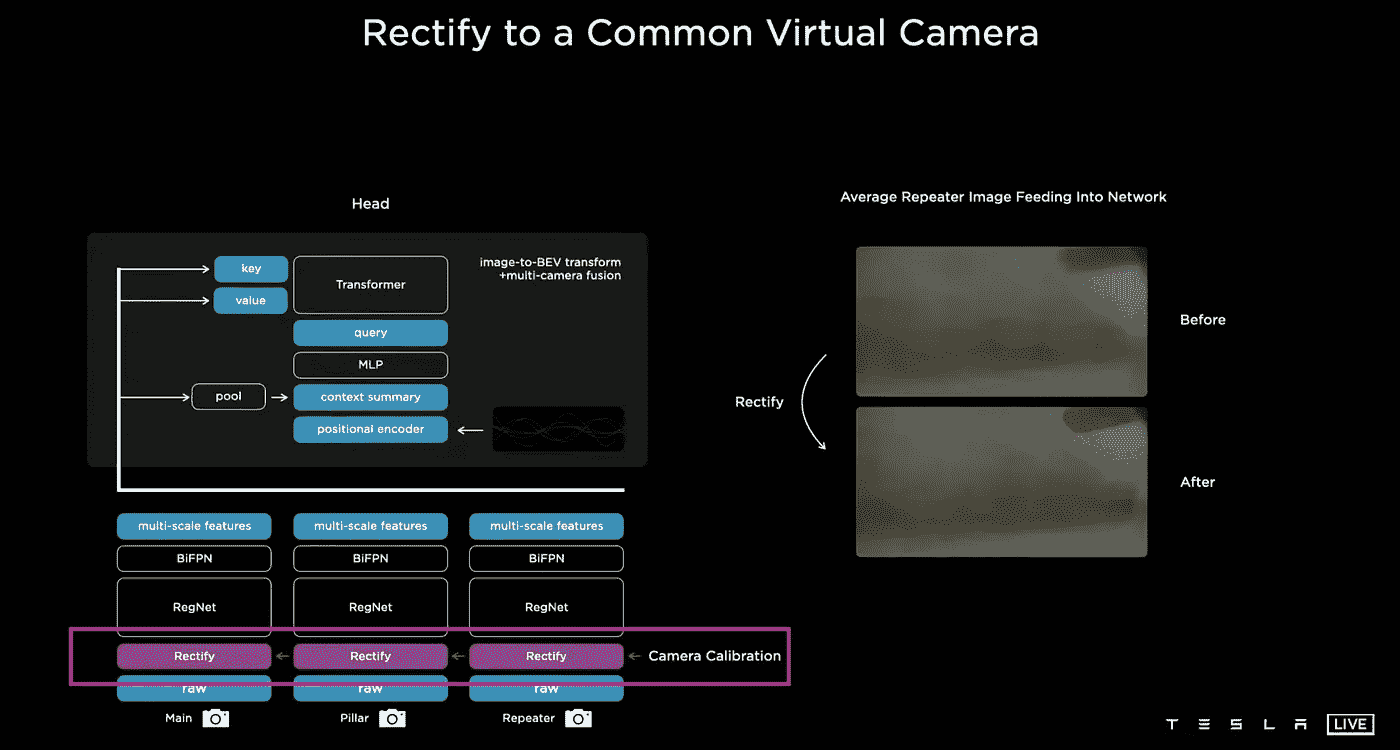 Rectify to a Common Virtual Camera
Head
key
value
Transformer
image-to-BEV transform
+multi-camera fusion
query
MLP
pool
context summary
positional encoder
multi-scale features
multi-scale features
multi-scale features
BiFPN
BiFPN
BiFPN
RegNet
RegNet
RegNet
Rectify
Rectify
Rectify
Camera Calibration
raw
raw
raw
Main
Pillar
Repeater
Average Repeater Image Feeding Into Network
Before
Rectify
After
TESLA LIVE